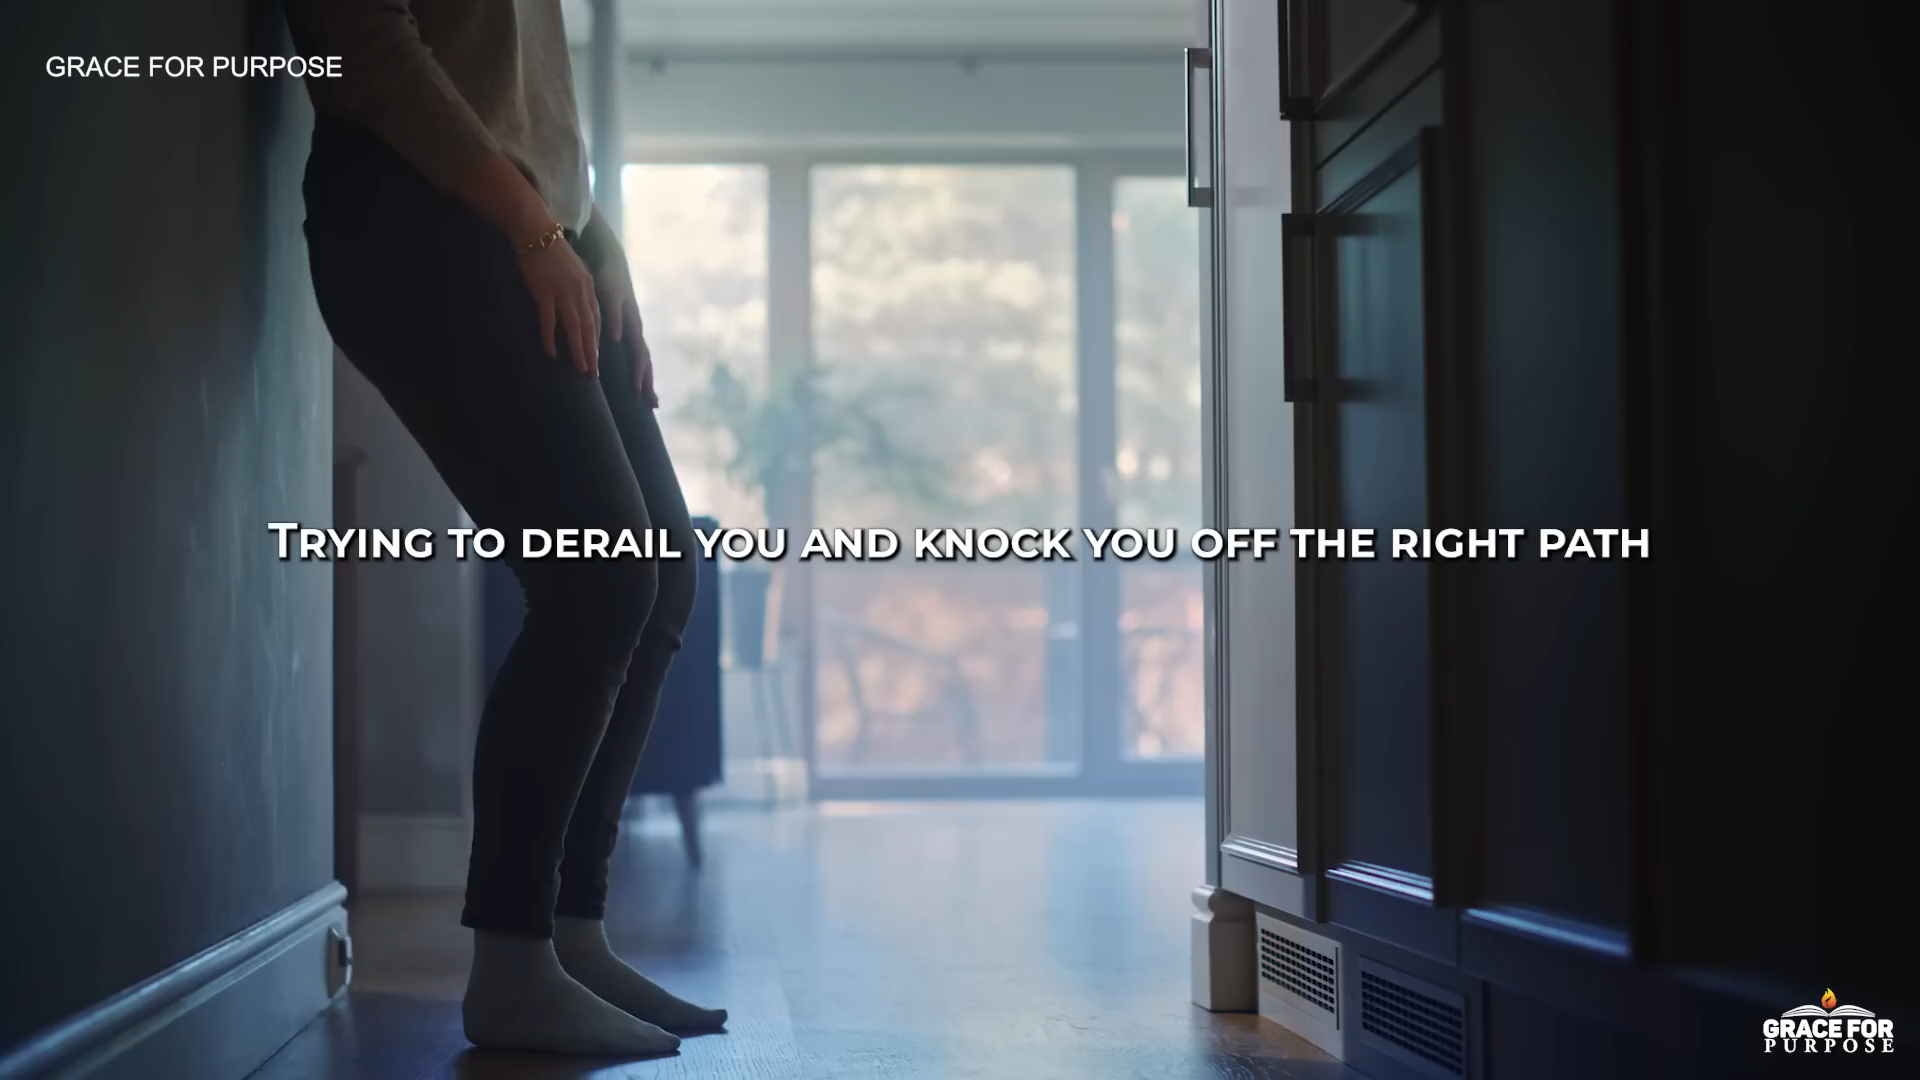 GRACE FOR PURPOSE
TRYING TO DERAIL YOU AND KNOCK YOU OFF THE RIGHT PATH
GRACE FOR
PURPOSE